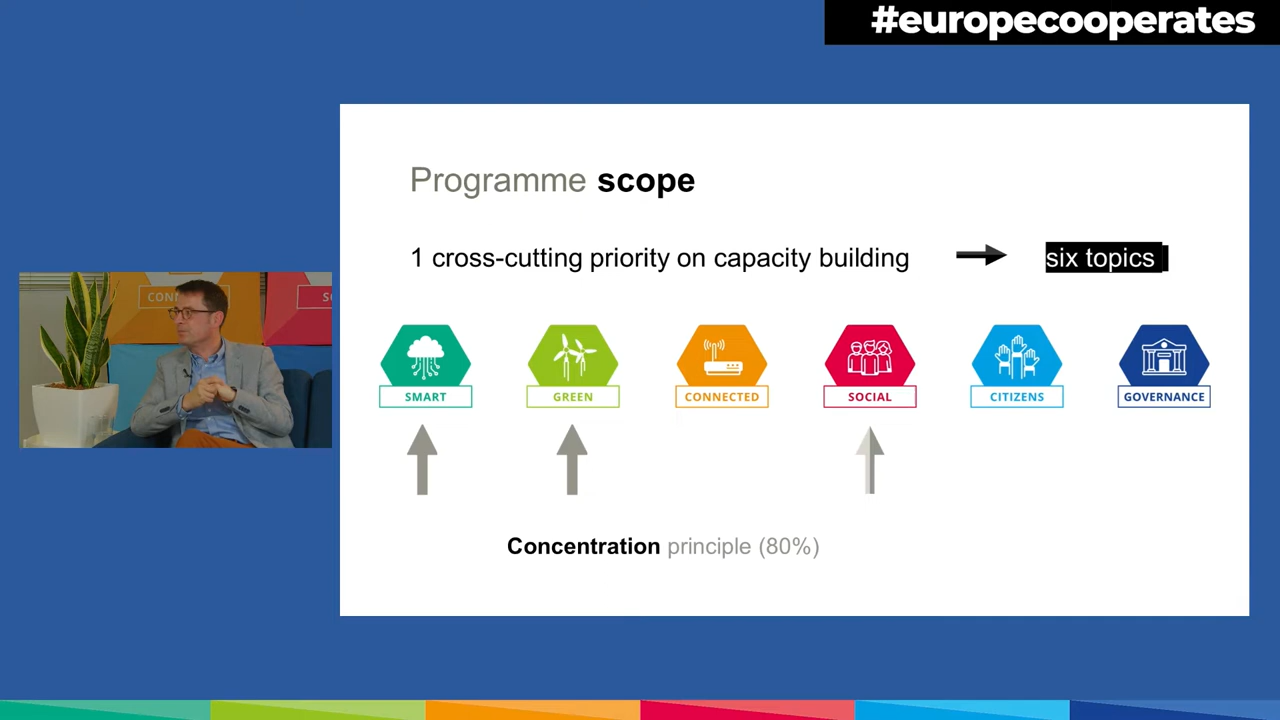 #europecooperates
Programme scope
1 cross-cutting priority on capacity building
six topics
SMART
GREEN
CONNECTED
SOCIAL
CITIZENS
GOVERNANCE
Concentration principle (80%)